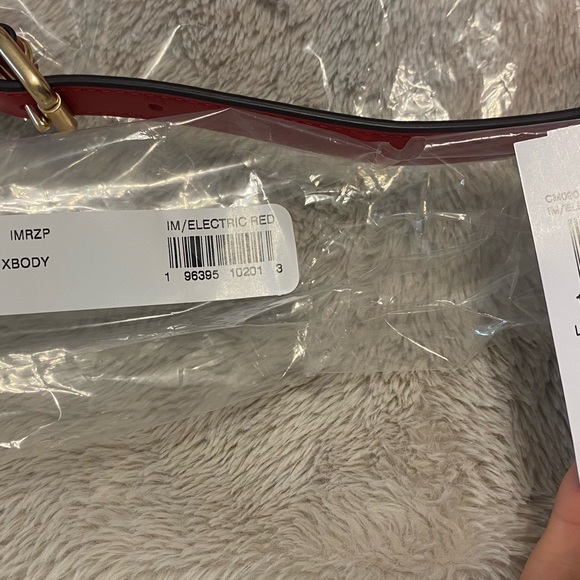 IMRZP
IM/ELECTRIC RED
XBODY
1 96395 10201 3